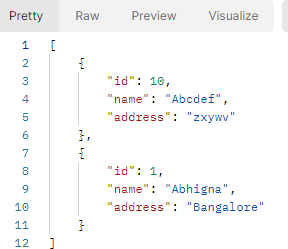 Pretty Raw Preview Visualize
1 [
2 {
3 "id": 10,
4 "name": "Abcdef",
5 "address": "zxywv"
6 },
7 {
8 "id": 1,
9 "name": "Abhigna",
10 "address": "Bangalore"
11 }
12 ]